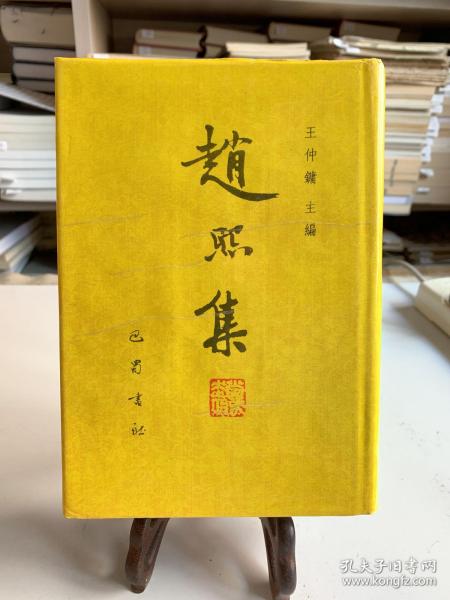 王仲鏞 主編
趙熙集
巴蜀書社
孔夫子旧书网
www.kongfz.com